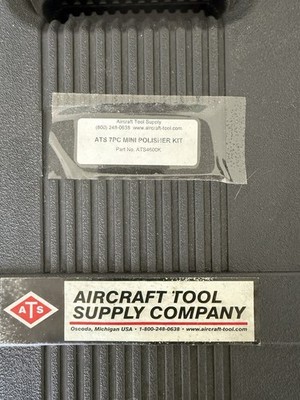 Aircraft Tool Supply
(800) 248-0638 www.aircraft-tool.com
ATS 7PC MINI POLISHER KIT
Part No. ATS4500K
ATS
AIRCRAFT TOOL
SUPPLY COMPANY
Oscoda, Michigan USA • 1-800-248-0638 • www.aircraft-tool.com